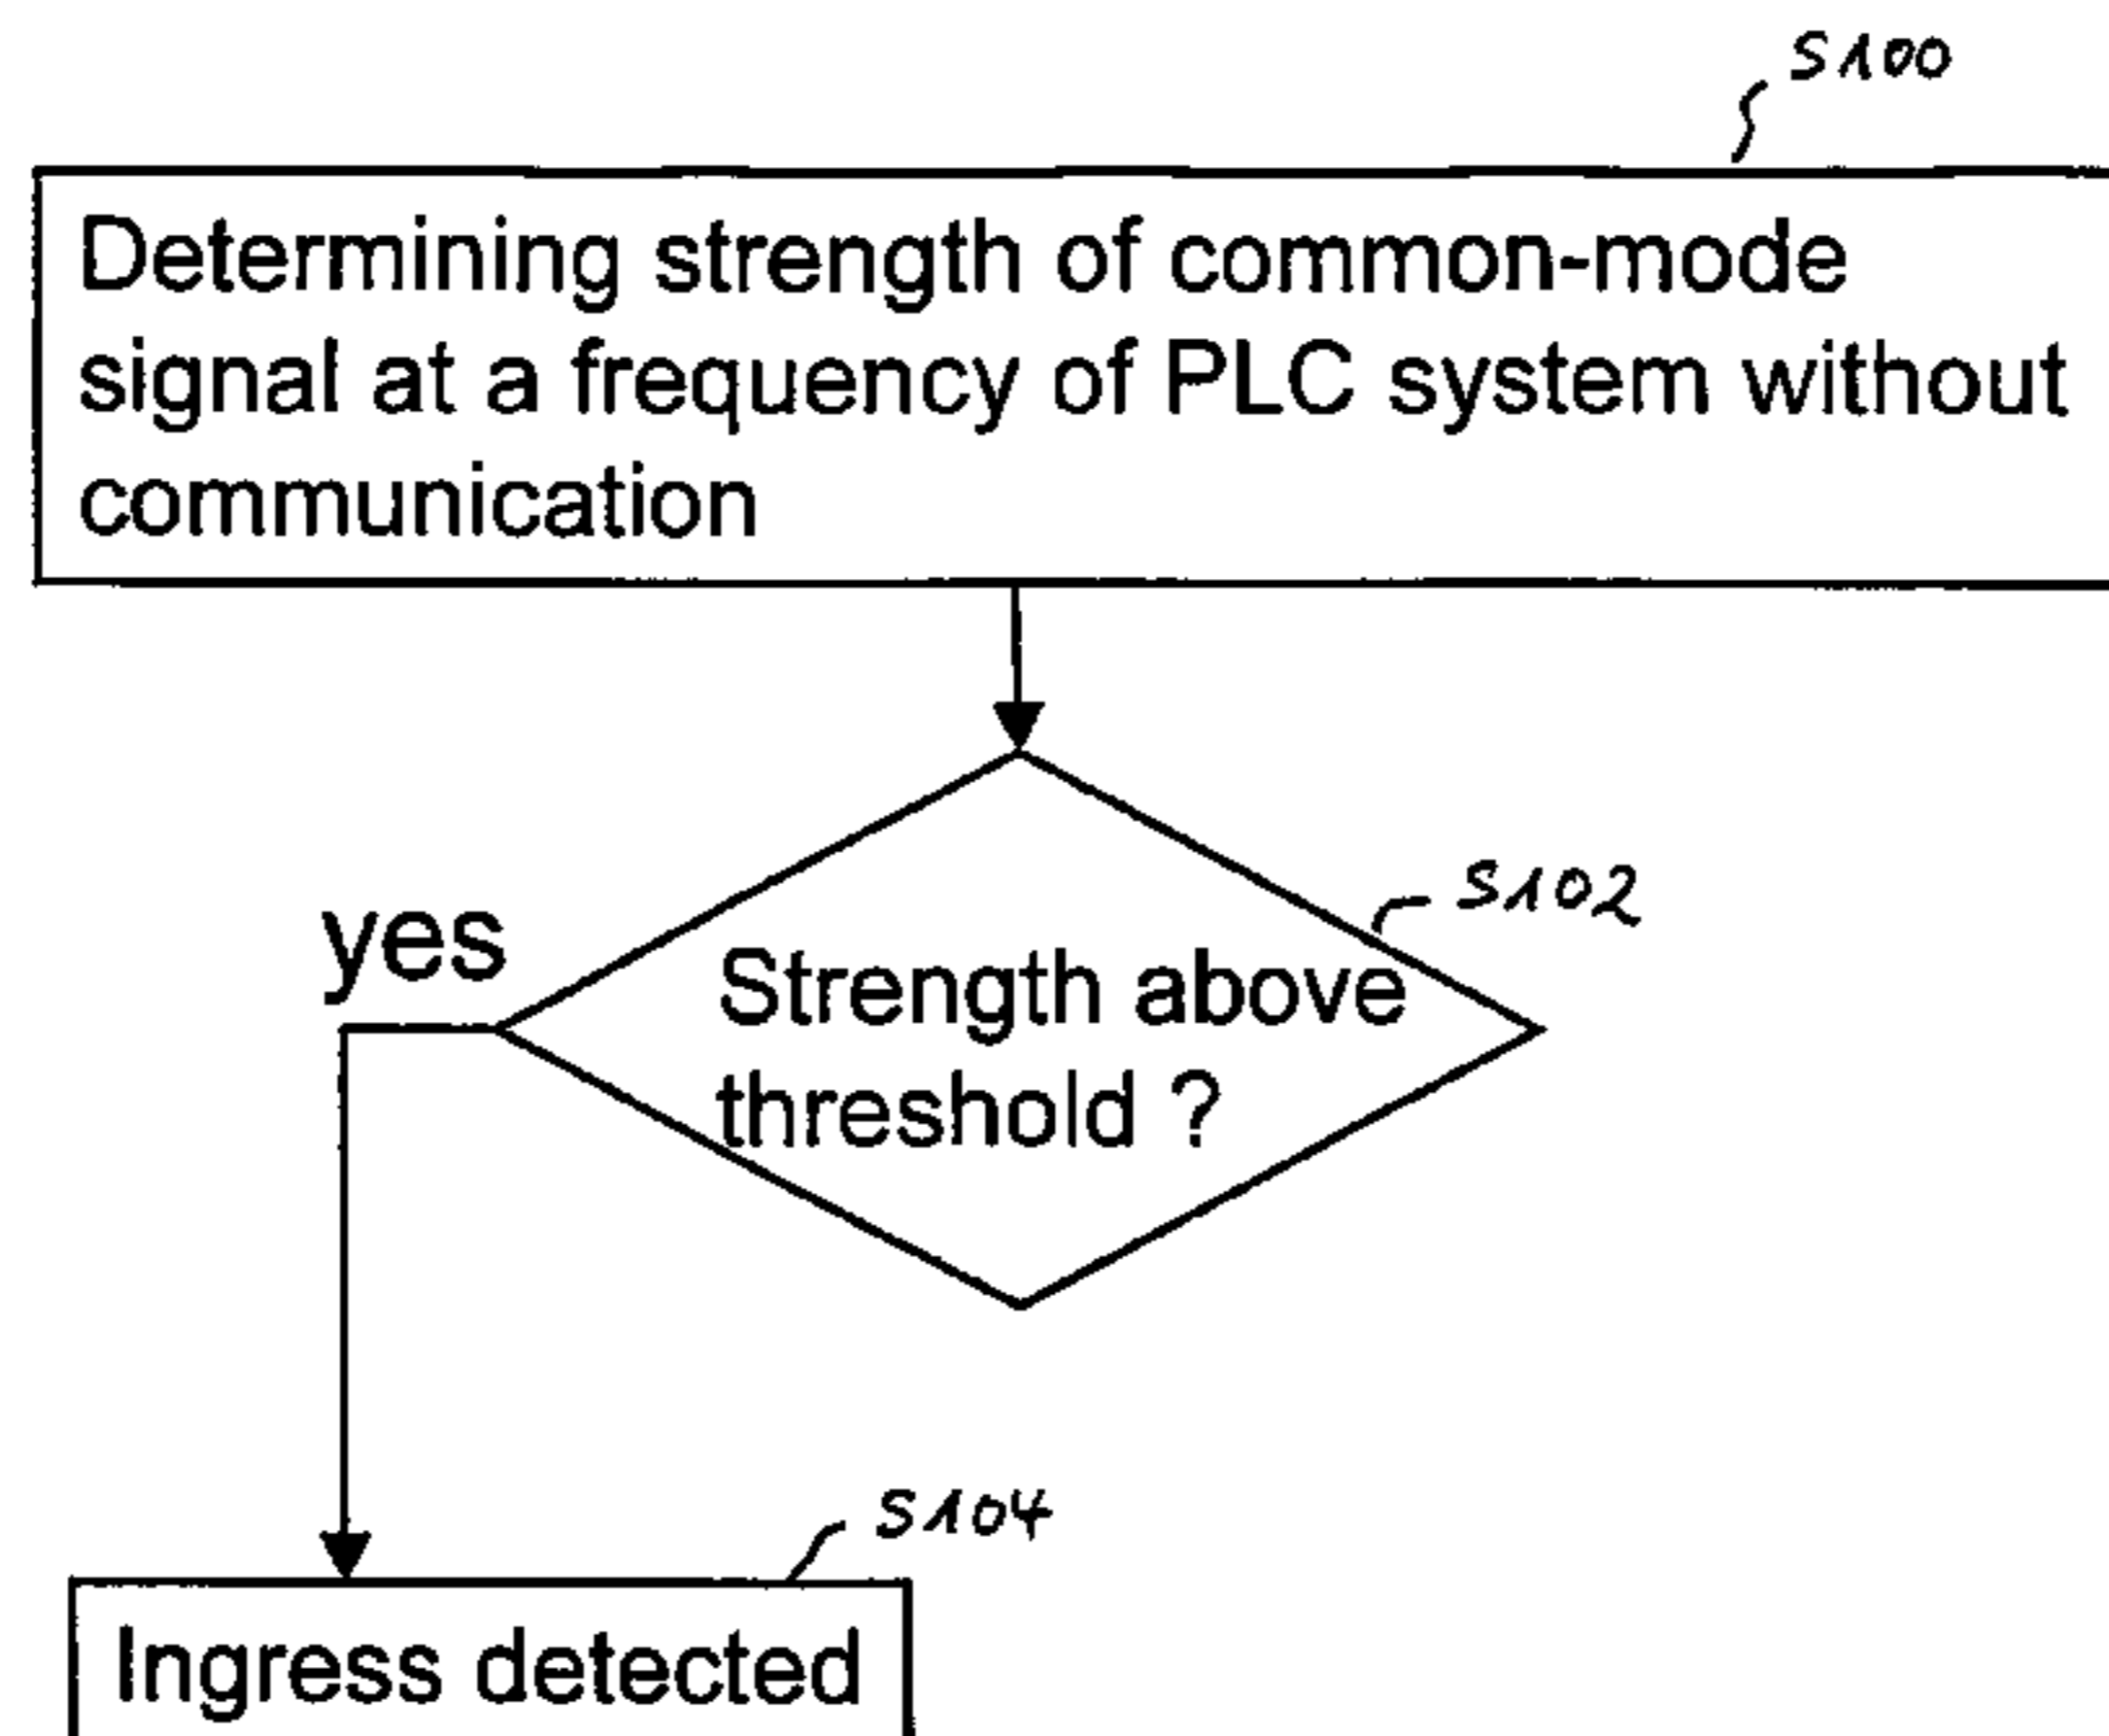 S100
Determining strength of common-mode
signal at a frequency of PLC system without
communication
S102
yes
Strength above
threshold ?
S104
Ingress detected